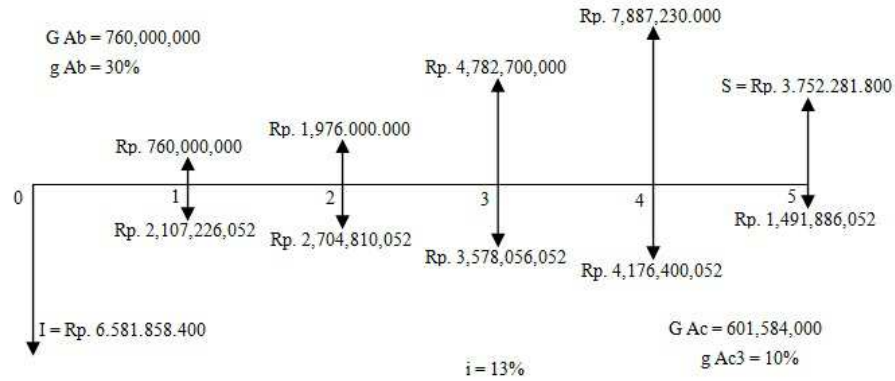 Rp. 7,887,230.000
G Ab = 760,000,000
g Ab = 30%
Rp. 4,782,700,000
S = Rp. 3.752.281.800
Rp. 1,976.000.000
Rp. 760,000,000
0
1
2
3
4
5
Rp. 2,107,226,052
Rp. 2,704,810,052
Rp. 3,578,056,052
Rp. 4,176,400,052
Rp. 1,491,886,052
I = Rp. 6.581.858.400
G Ac = 601,584,000
g Ac3 = 10%
i = 13%